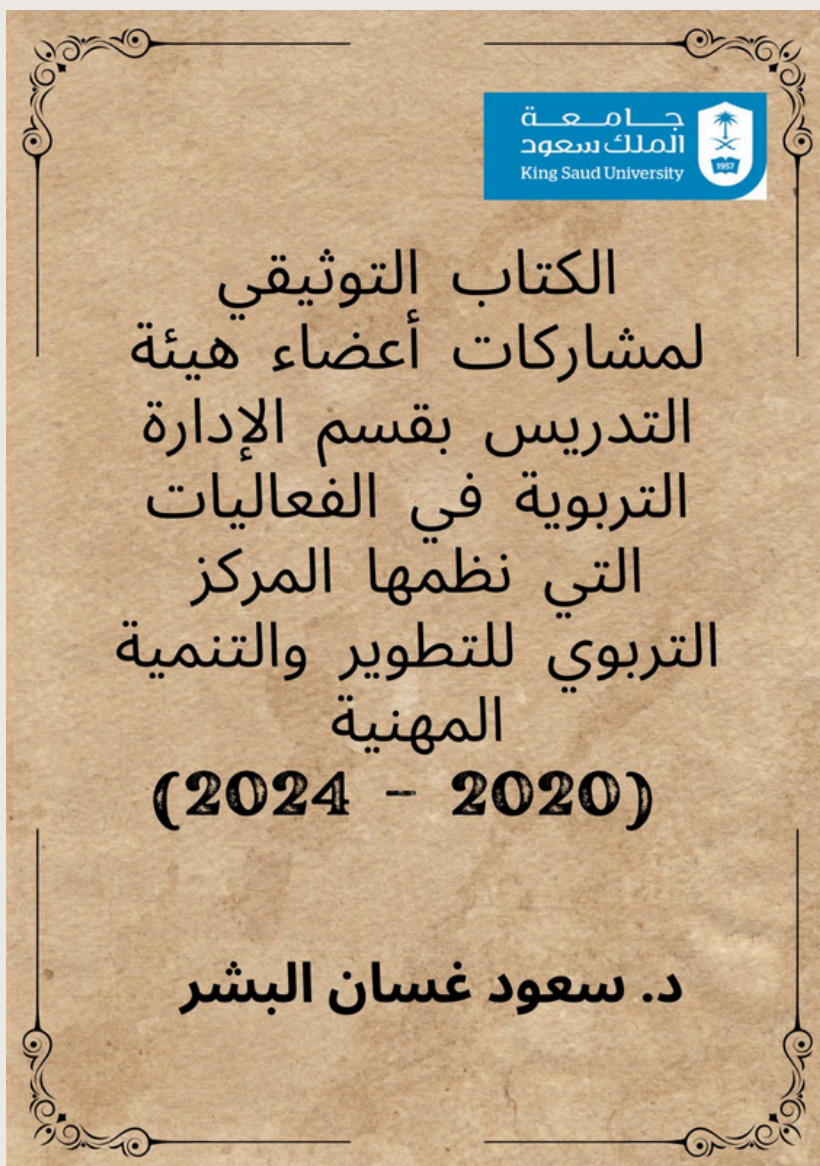 جامعة
الملك سعود
King Saud University
1957
الكتاب التوثيقي
لمشاركات أعضاء هيئة
التدريس بقسم الإدارة
التربوية في الفعاليات
التي نظمها المركز
التربوي للتطوير والتنمية
المهنية
(2020 - 2024)
د. سعود غسان البشر